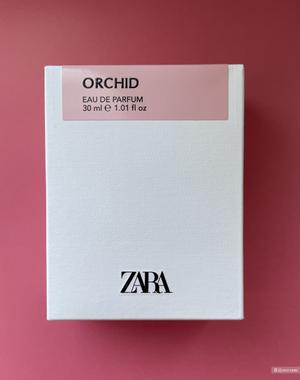 ORCHID
EAU DE PARFUM
30 ml ℮ 1.01 fl oz
ZARA